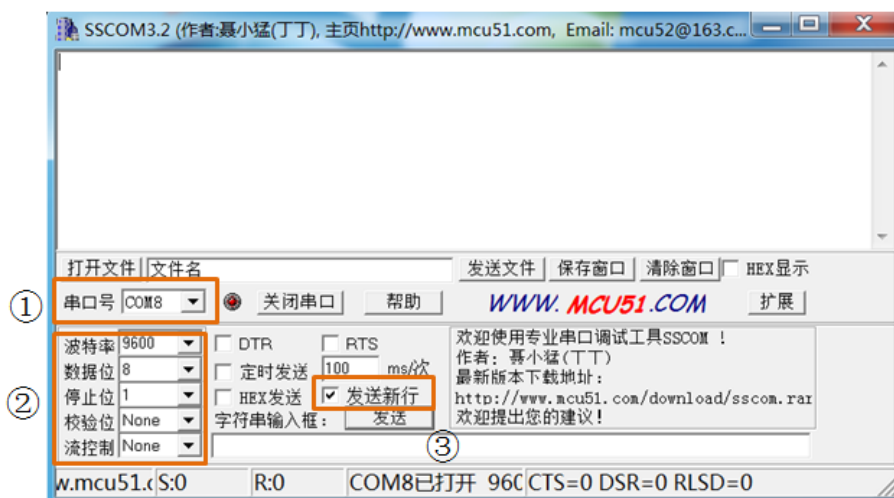 SSCOM3.2 (作者:聂小猛(丁丁), 主页http://www.mcu51.com, Email: mcu52@163.c...
打开文件 文件名 发送文件 保存窗口 清除窗口 HEX显示
① 串口号 COM8 关闭串口 帮助 WWW. MCU51 .COM 扩展
波特率 9600 DTR RTS
数据位 8 定时发送 100 ms/次
② 停止位 1 HEX发送 发送新行
校验位 None 字符串输入框: 发送
流控制 None ③
欢迎使用专业串口调试工具SSCOM !
作者: 聂小猛(丁丁)
最新版本下载地址:
http://www.mcu51.com/download/sscom.rar
欢迎提出您的建议!
w.mcu51.c S:0 R:0 COM8已打开 960 CTS=0 DSR=0 RLSD=0